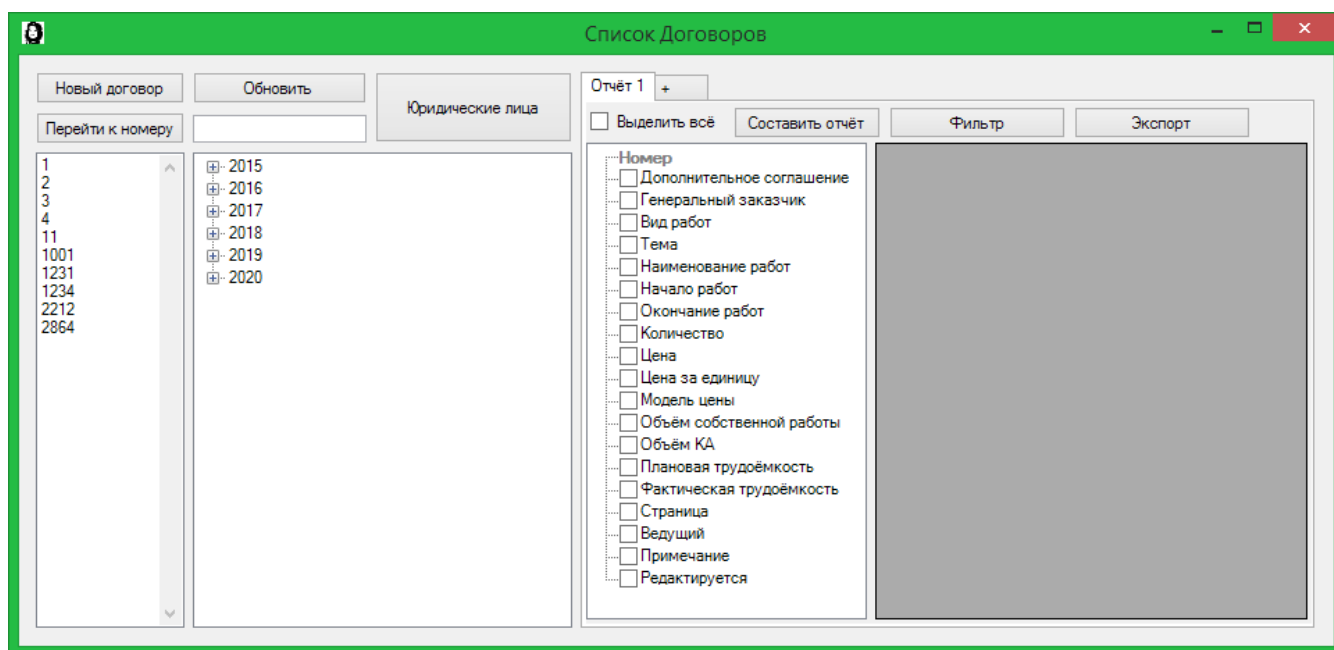 Список Договоров
Новый договор
Обновить
Юридические лица
Перейти к номеру
1
2
3
4
11
1001
1231
1234
2212
2864
2015
2016
2017
2018
2019
2020
Отчёт 1
+
Выделить всё
Составить отчёт
Фильтр
Экспорт
Номер
Дополнительное соглашение
Генеральный заказчик
Вид работ
Тема
Наименование работ
Начало работ
Окончание работ
Количество
Цена
Цена за единицу
Модель цены
Объём собственной работы
Объём КА
Плановая трудоёмкость
Фактическая трудоёмкость
Страница
Ведущий
Примечание
Редактируется